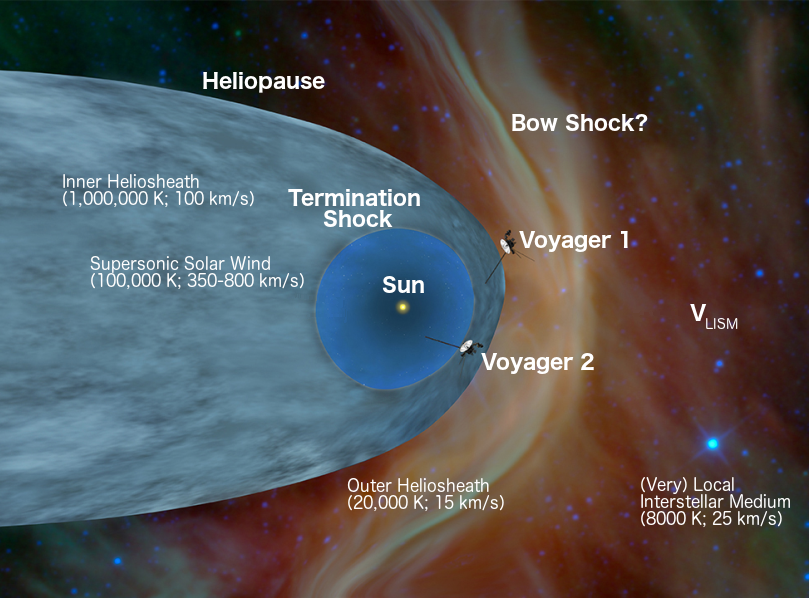 Heliopause
Bow Shock?
Inner Heliosheath
(1,000,000 K; 100 km/s)
Termination
Shock
Voyager 1
Supersonic Solar Wind
(100,000 K; 350-800 km/s)
Sun
V LISM
Voyager 2
Outer Heliosheath
(20,000 K; 15 km/s)
(Very) Local
Interstellar Medium
(8000 K; 25 km/s)